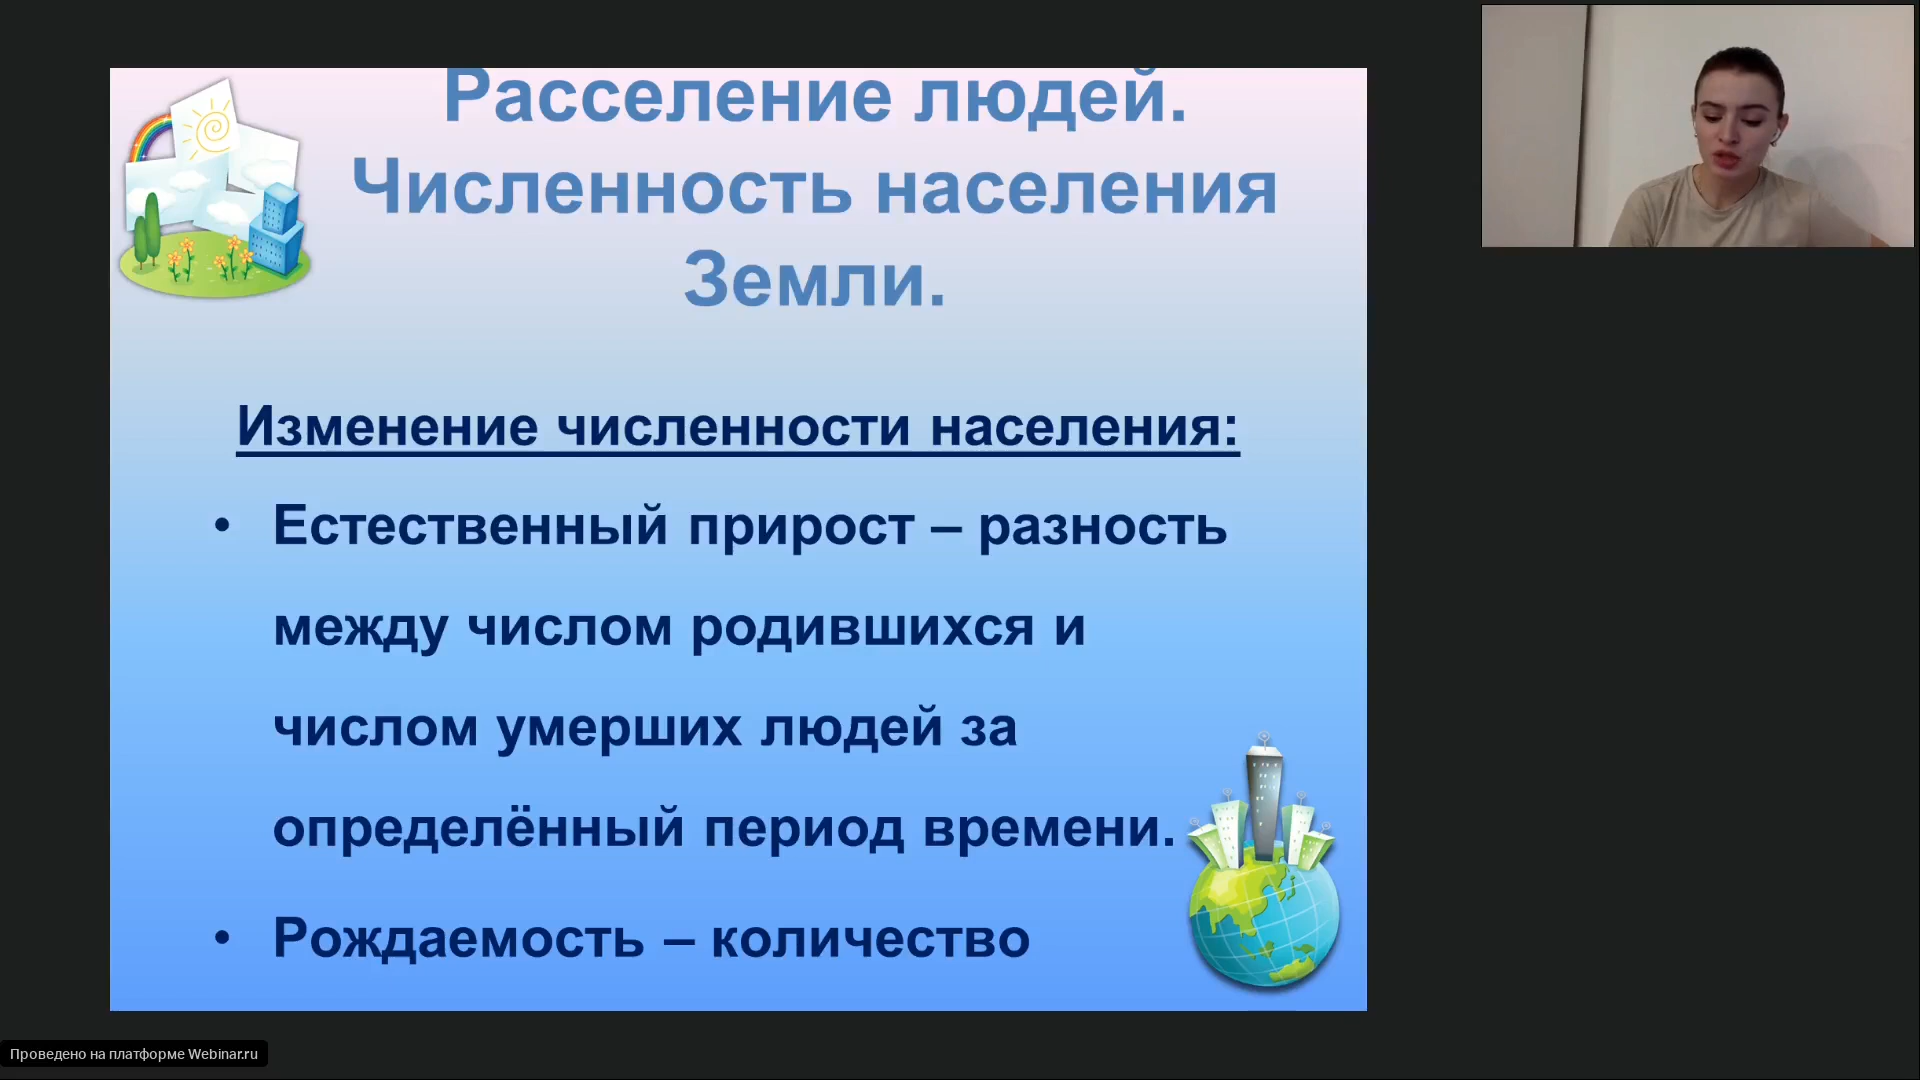 Расселение людей.
Численность населения
Земли.
Изменение численности населения:
• Естественный прирост – разность
между числом родившихся и
числом умерших людей за
определённый период времени.
• Рождаемость – количество
Проведено на платформе Webinar.ru